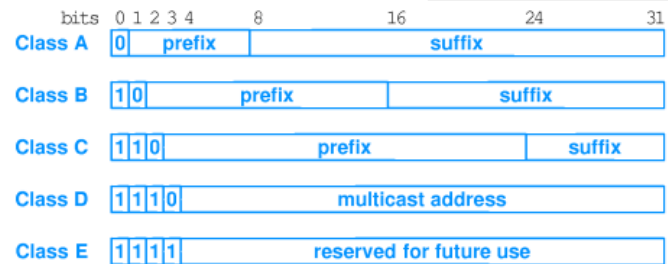 bits 0 1 2 3 4 8 16 24 31
Class A 0 prefix suffix
Class B 1 0 prefix suffix
Class C 1 1 0 prefix suffix
Class D 1 1 1 0 multicast address
Class E 1 1 1 1 reserved for future use